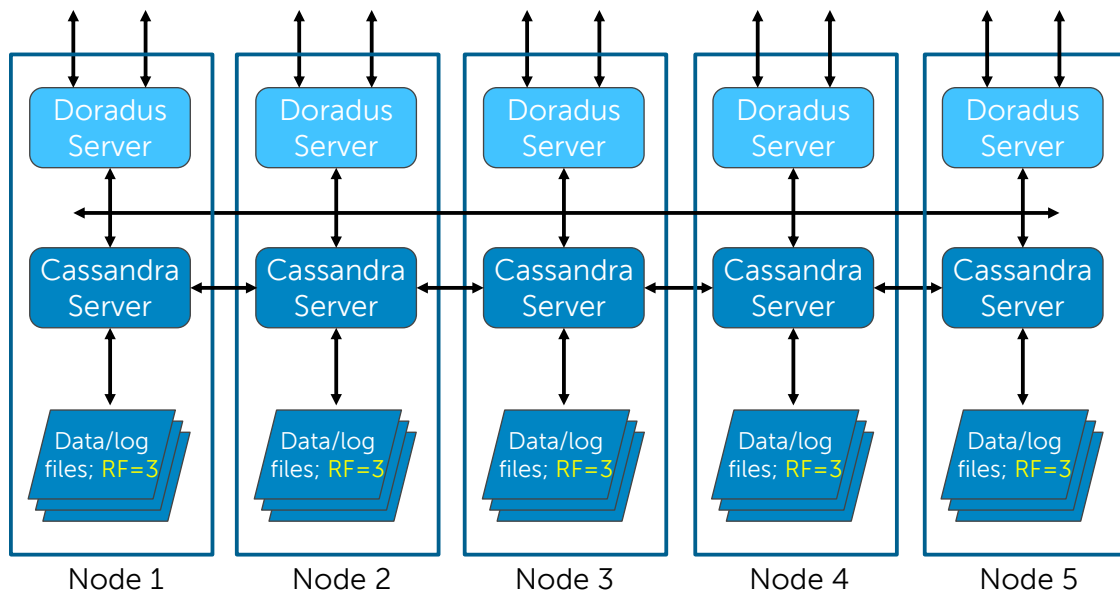 Doradus
Server
Doradus
Server
Doradus
Server
Doradus
Server
Doradus
Server
Cassandra
Server
Cassandra
Server
Cassandra
Server
Cassandra
Server
Cassandra
Server
Data/log
files; RF=3
Data/log
files; RF=3
Data/log
files; RF=3
Data/log
files; RF=3
Data/log
files; RF=3
Node 1
Node 2
Node 3
Node 4
Node 5